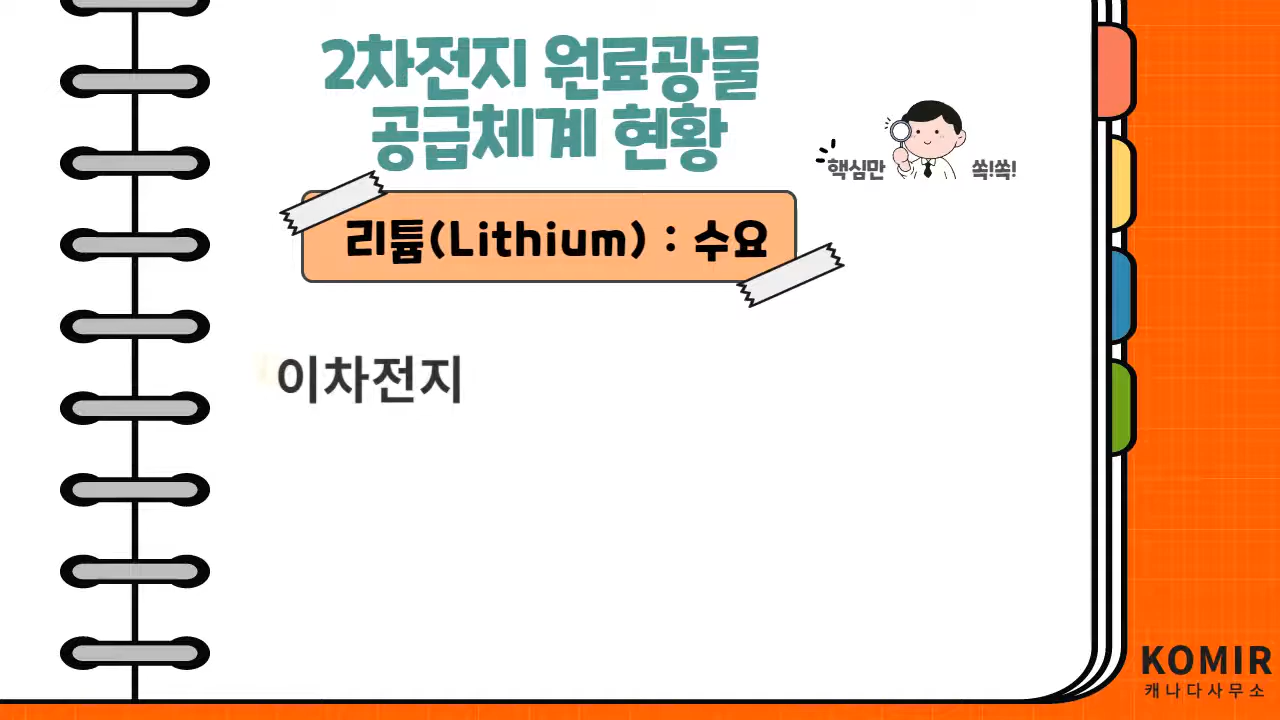 2차전지 원료광물
공급체계 현황
핵심만 쏙!쏙!
리튬(Lithium) : 수요
이차전지
KOMIR
캐나다사무소